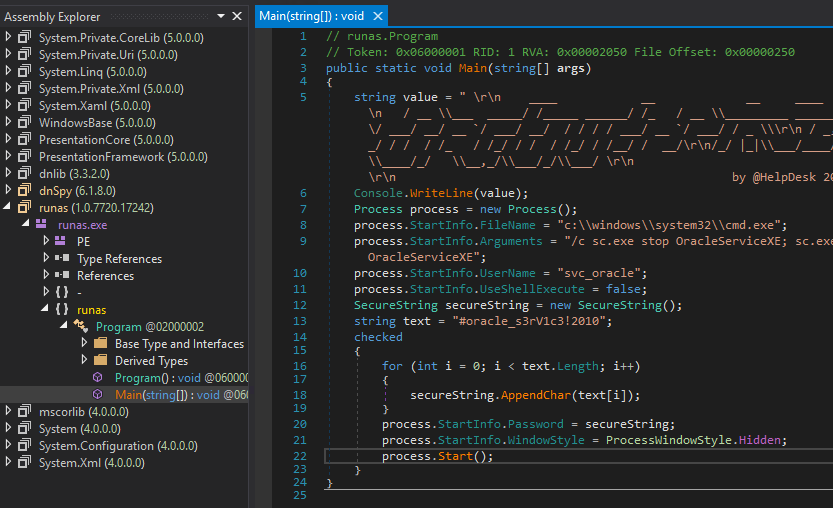 Assembly Explorer
System.Private.CoreLib (5.0.0.0)
System.Private.Uri (5.0.0.0)
System.Linq (5.0.0.0)
System.Private.Xml (5.0.0.0)
System.Xaml (5.0.0.0)
WindowsBase (5.0.0.0)
PresentationCore (5.0.0.0)
PresentationFramework (5.0.0.0)
dnlib (3.3.2.0)
dnSpy (6.1.8.0)
runas (1.0.7720.17242)
runas.exe
PE
Type References
References
{ } -
{ } runas
Program @02000002
Base Type and Interfaces
Derived Types
Program() : void @060000
Main(string[]) : void @060
mscorlib (4.0.0.0)
System (4.0.0.0)
System.Configuration (4.0.0.0)
System.Xml (4.0.0.0)
Main(string[]) : void
1 // runas.Program
2 // Token: 0x06000001 RID: 1 RVA: 0x00002050 File Offset: 0x00000250
3 public static void Main(string[] args)
4 {
5 string value = " \r\n    ____            __            __    ____
\n   / __ \\___  _____/ /____ ______/ /_   / __ \\_________ ______
\/ ___/ __/ __ `/ ___/ __/  / / / / ___/ __ `/ ___/ / _ \\\r\n / _
_/ / /  / /_   / /_/ / /  / /_/ / /__/ /  __/\r\n/_/ |_|\\___/____/
\\____/_/   \\__,_/\\___/_/\\___/ \r\n
\r\n                                        by @HelpDesk 20
6 Console.WriteLine(value);
7 Process process = new Process();
8 process.StartInfo.FileName = "c:\\windows\\system32\\cmd.exe";
9 process.StartInfo.Arguments = "/c sc.exe stop OracleServiceXE; sc.exe
OracleServiceXE";
10 process.StartInfo.UserName = "svc_oracle";
11 process.StartInfo.UseShellExecute = false;
12 SecureString secureString = new SecureString();
13 string text = "#oracle_s3rV1c3!2010";
14 checked
15 {
16 for (int i = 0; i < text.Length; i++)
17 {
18 secureString.AppendChar(text[i]);
19 }
20 process.StartInfo.Password = secureString;
21 process.StartInfo.WindowStyle = ProcessWindowStyle.Hidden;
22 process.Start();
23 }
24 }
25